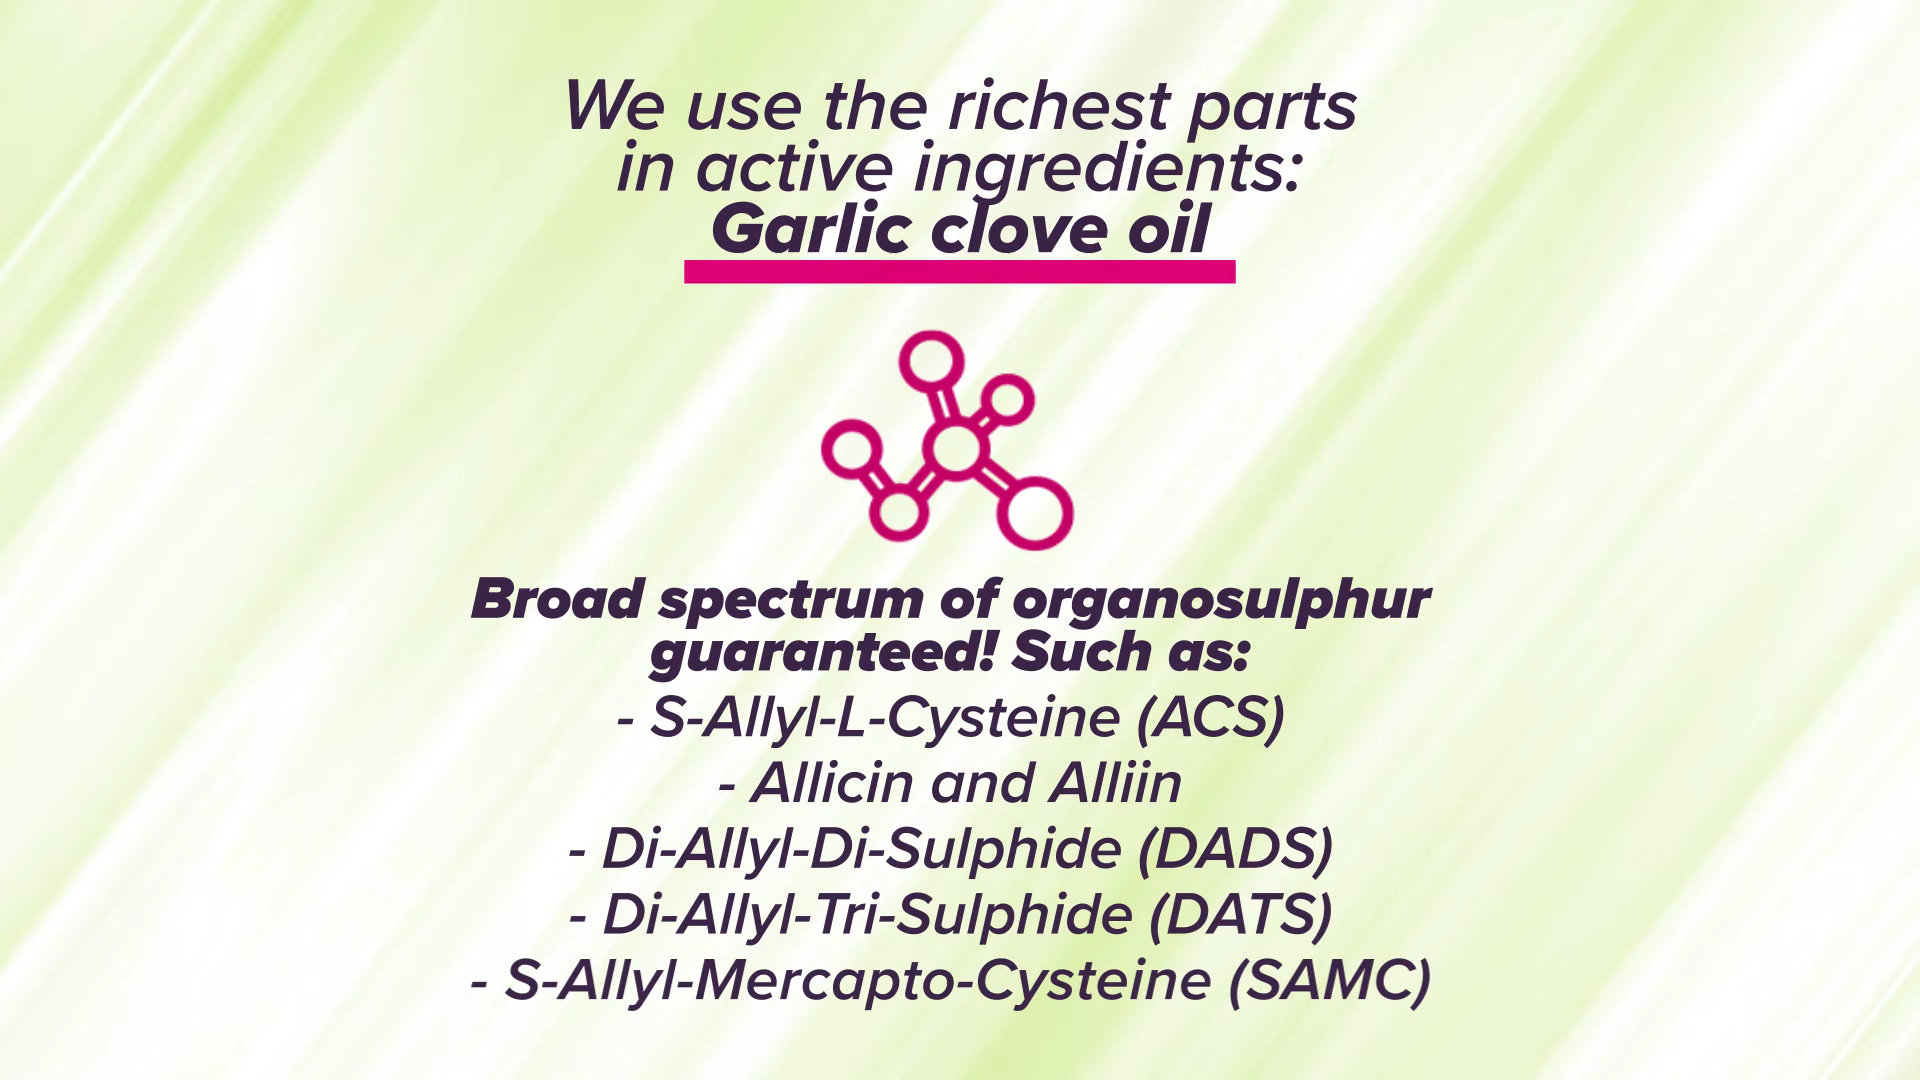 We use the richest parts
in active ingredients:
Garlic clove oil
Broad spectrum of organosulphur
guaranteed! Such as:
- S-Allyl-L-Cysteine (ACS)
- Allicin and Alliin
- Di-Allyl-Di-Sulphide (DADS)
- Di-Allyl-Tri-Sulphide (DATS)
- S-Allyl-Mercapto-Cysteine (SAMC)